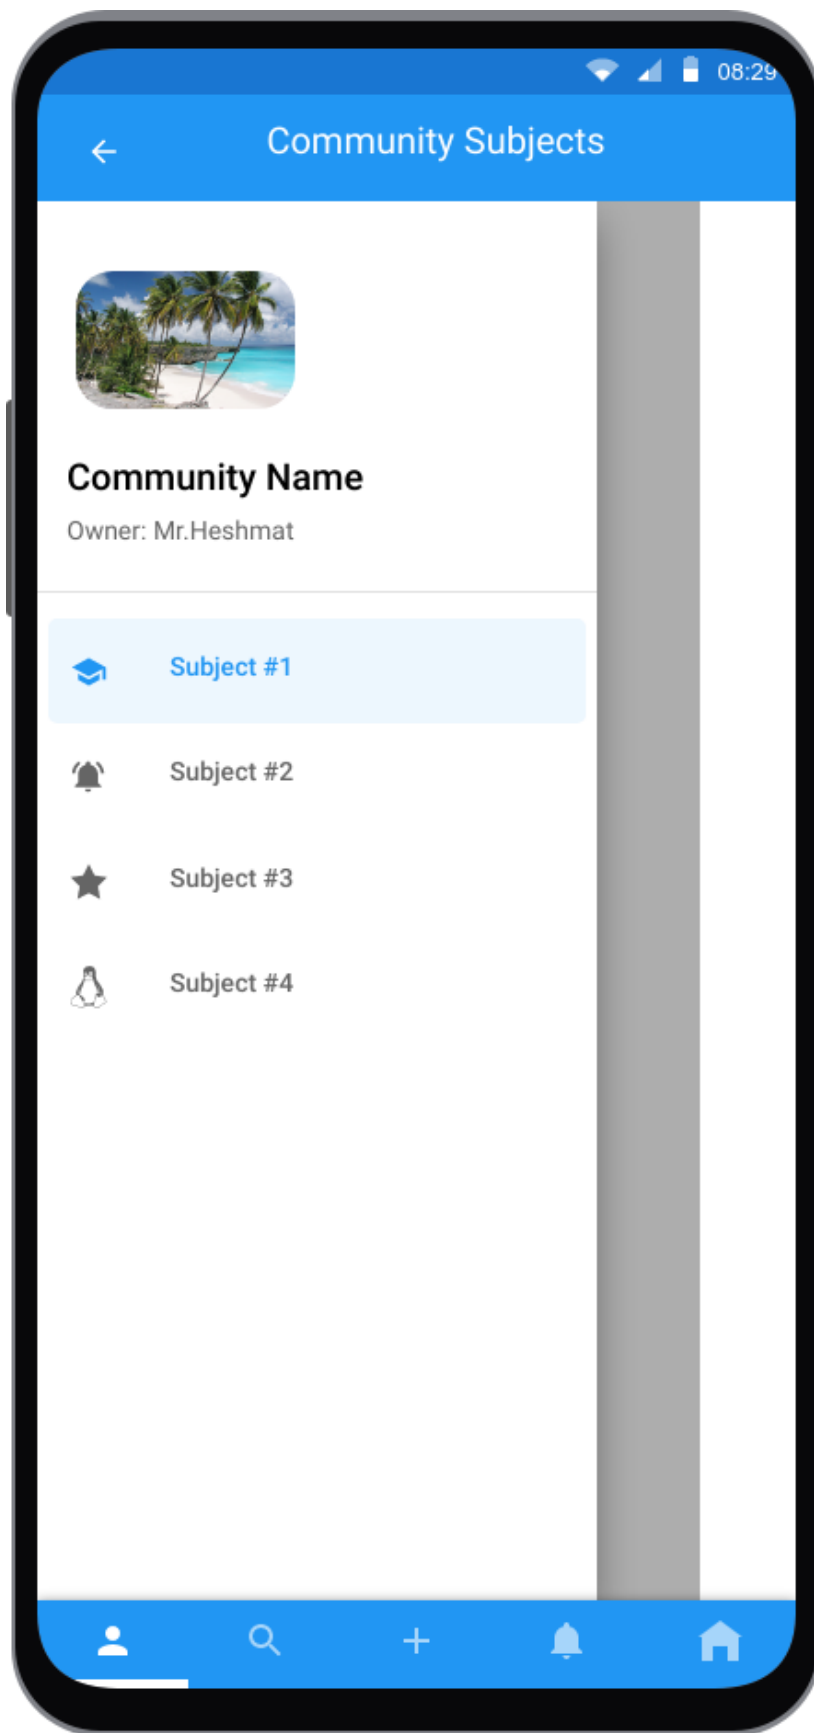 08:29
Community Subjects
Community Name
Owner: Mr.Heshmat
Subject #1
Subject #2
Subject #3
Subject #4